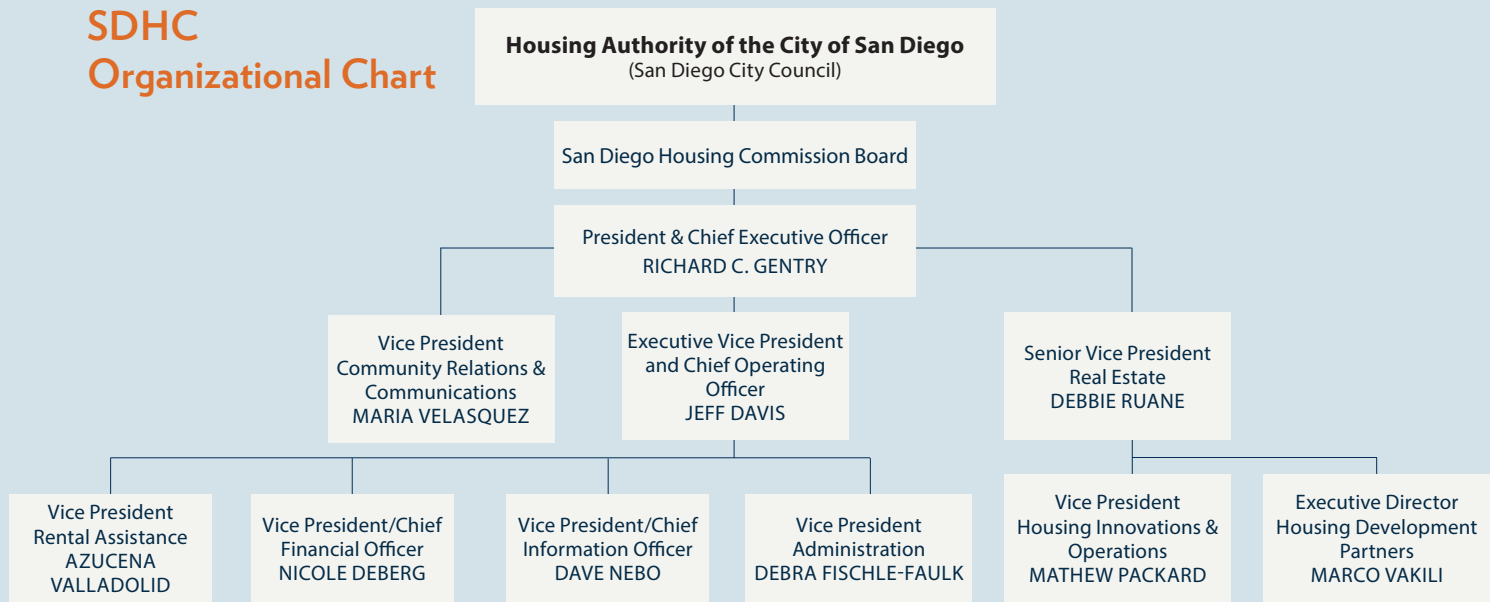 SDHC
Organizational Chart
Housing Authority of the City of San Diego
(San Diego City Council)
San Diego Housing Commission Board
President & Chief Executive Officer
RICHARD C. GENTRY
Vice President
Community Relations &
Communications
MARIA VELASQUEZ
Executive Vice President
and Chief Operating
Officer
JEFF DAVIS
Senior Vice President
Real Estate
DEBBIE RUANE
Vice President
Rental Assistance
AZUCENA
VALLADOLID
Vice President/Chief
Financial Officer
NICOLE DEBERG
Vice President/Chief
Information Officer
DAVE NEBO
Vice President
Administration
DEBRA FISCHLE-FAULK
Vice President
Housing Innovations &
Operations
MATHEW PACKARD
Executive Director
Housing Development
Partners
MARCO VAKILI